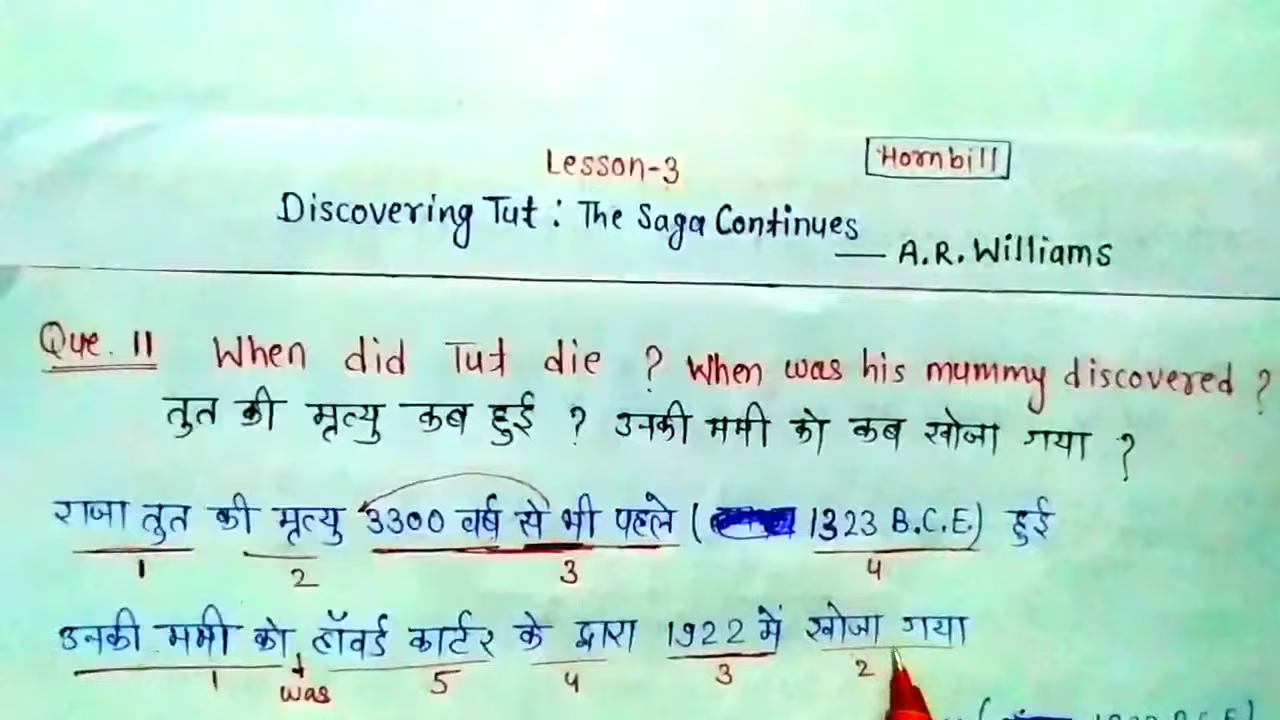 Lesson-3
Hornbill
Discovering Tut : The Saga Continues
— A.R. Williams
Que. 11 When did Tut die ? When was his mummy discovered ?
तुत की मृत्यु कब हुई ? उनकी ममी को कब खोजा गया ?
राजा तुत की मृत्यु 3300 वर्ष से भी पहले ( 1323 B.C.E.) हुई
1 2 3 4
उनकी ममी को हॉवर्ड कार्टर के द्वारा 1922 में खोजा गया
1 was 5 4 3 2